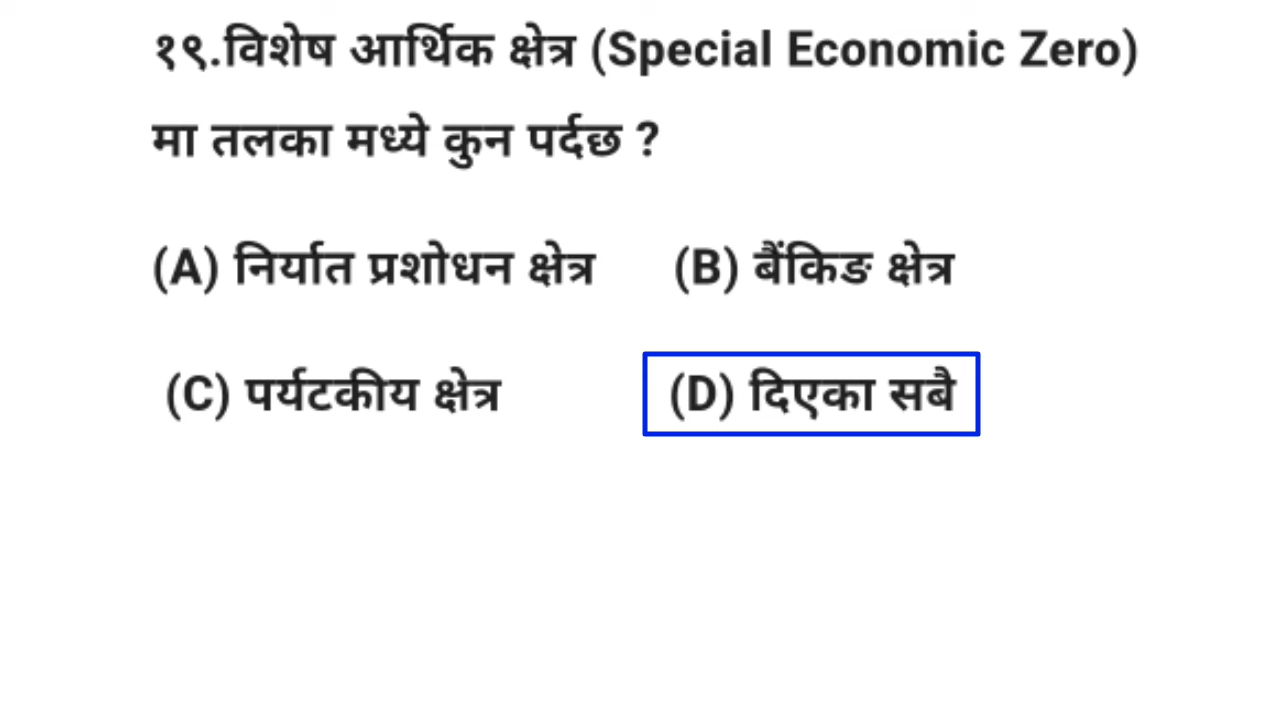 १९.विशेष आर्थिक क्षेत्र (Special Economic Zero)
मा तलका मध्ये कुन पर्दछ ?
(A) निर्यात प्रशोधन क्षेत्र (B) बैंकिङ क्षेत्र
(C) पर्यटकीय क्षेत्र (D) दिएका सबै